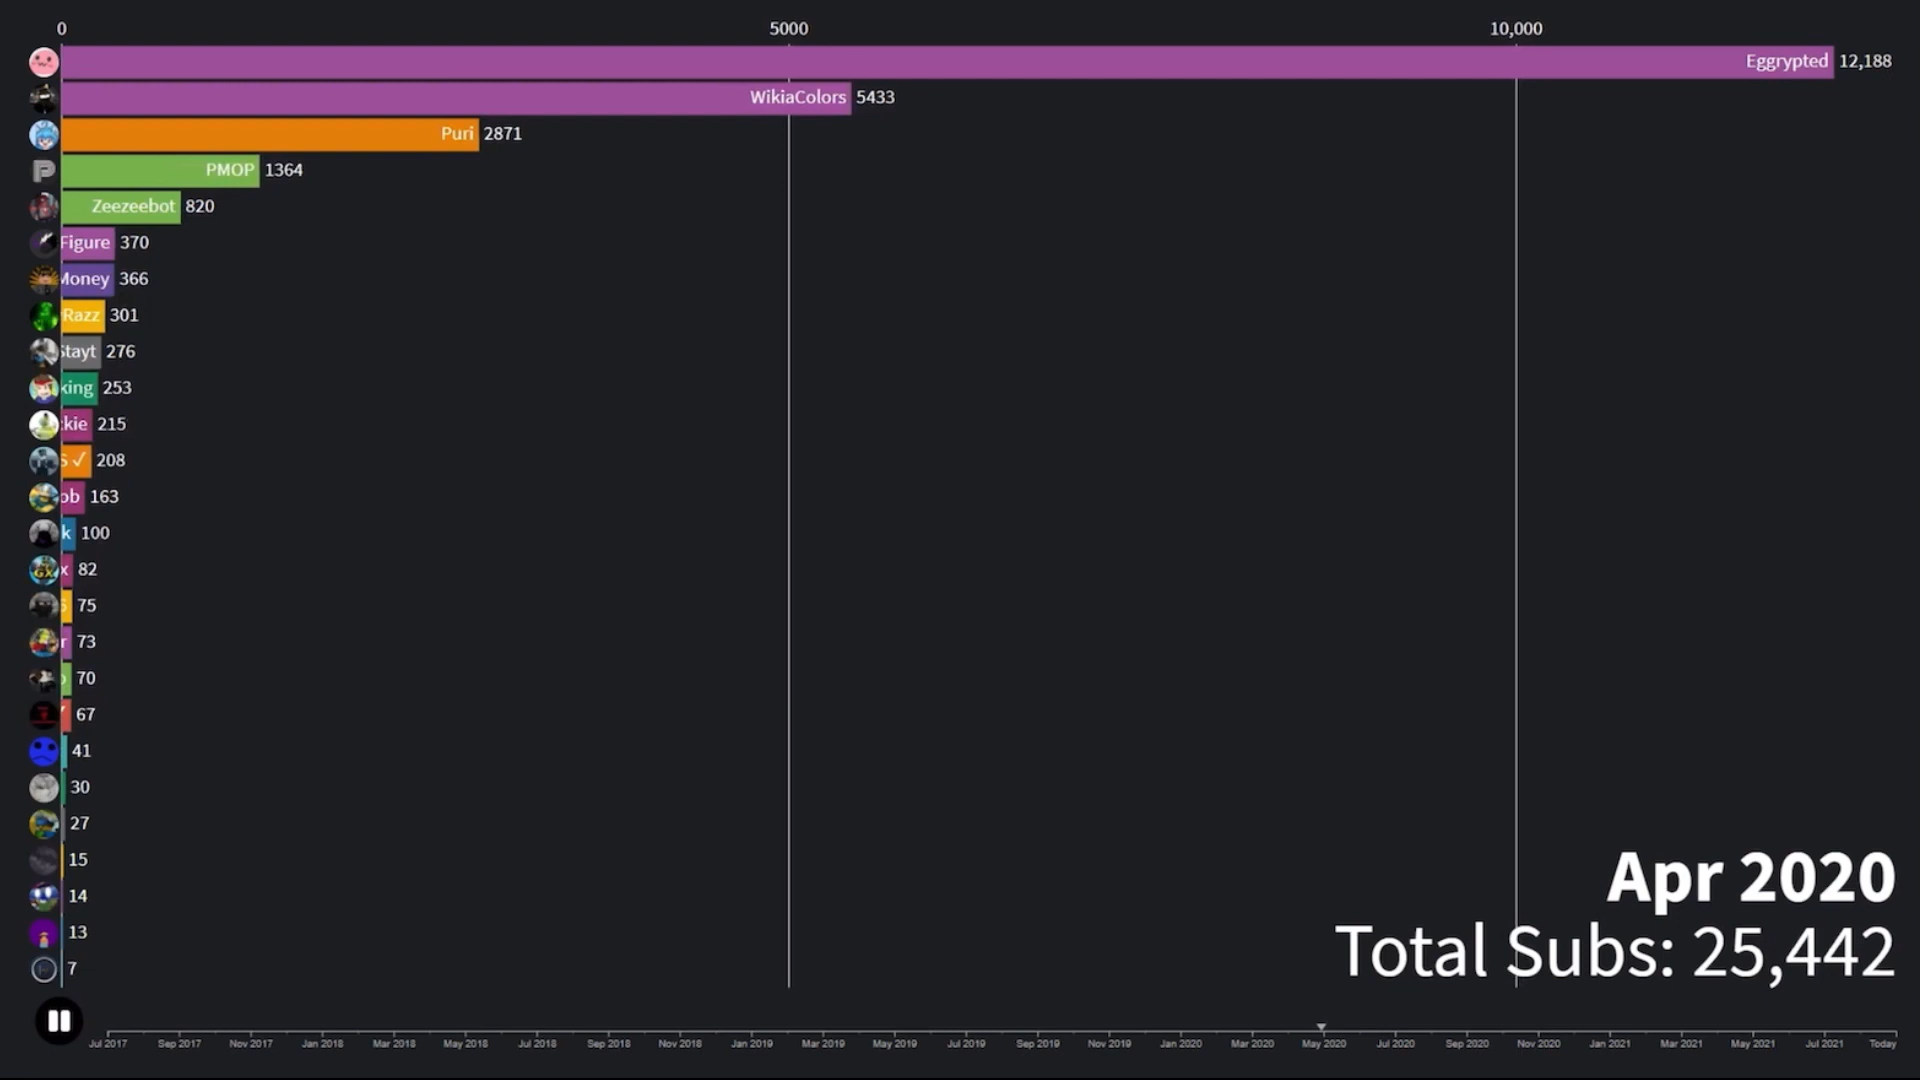 0 5000 10,000
Eggrypted 12,188
WikiaColors 5433
Puri 2871
P PMOP 1364
Zeezeebot 820
Figure 370
Money 366
Razz 301
Stayt 276
king 253
kie 215
S ✓ 208
ob 163
k 100
GX x 82
75
r 73
70
67
41
30
27
15
14
13
7
Apr 2020
Total Subs: 25,442
Jul 2017 Sep 2017 Nov 2017 Jan 2018 Mar 2018 May 2018 Jul 2018 Sep 2018 Nov 2018 Jan 2019 Mar 2019 May 2019 Jul 2019 Sep 2019 Nov 2019 Jan 2020 Mar 2020 May 2020 Jul 2020 Sep 2020 Nov 2020 Jan 2021 Mar 2021 May 2021 Jul 2021 Today